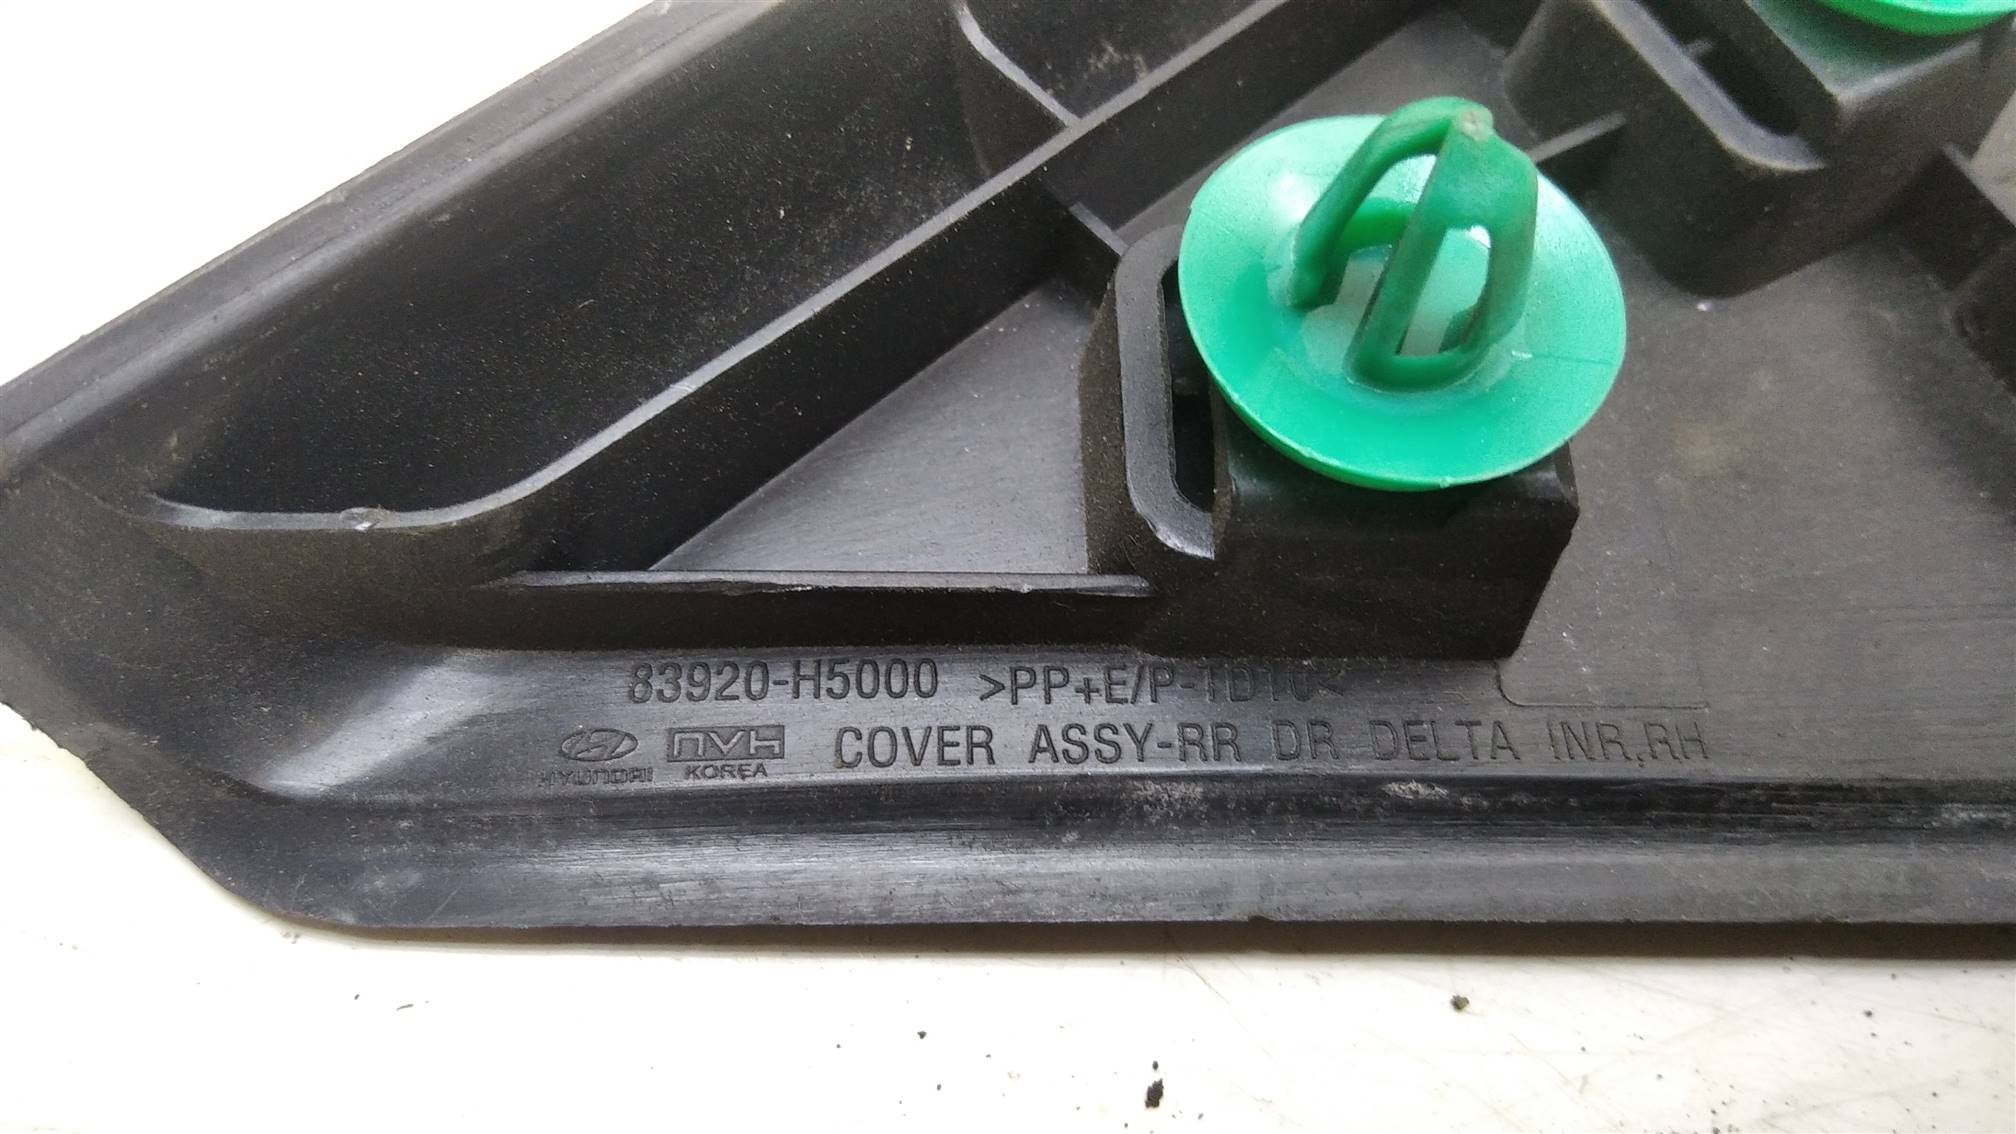 83920-H5000 >PP+E/P-TD10<
HYUNDAI NVH KOREA COVER ASSY-RR DR DELTA INR,RH